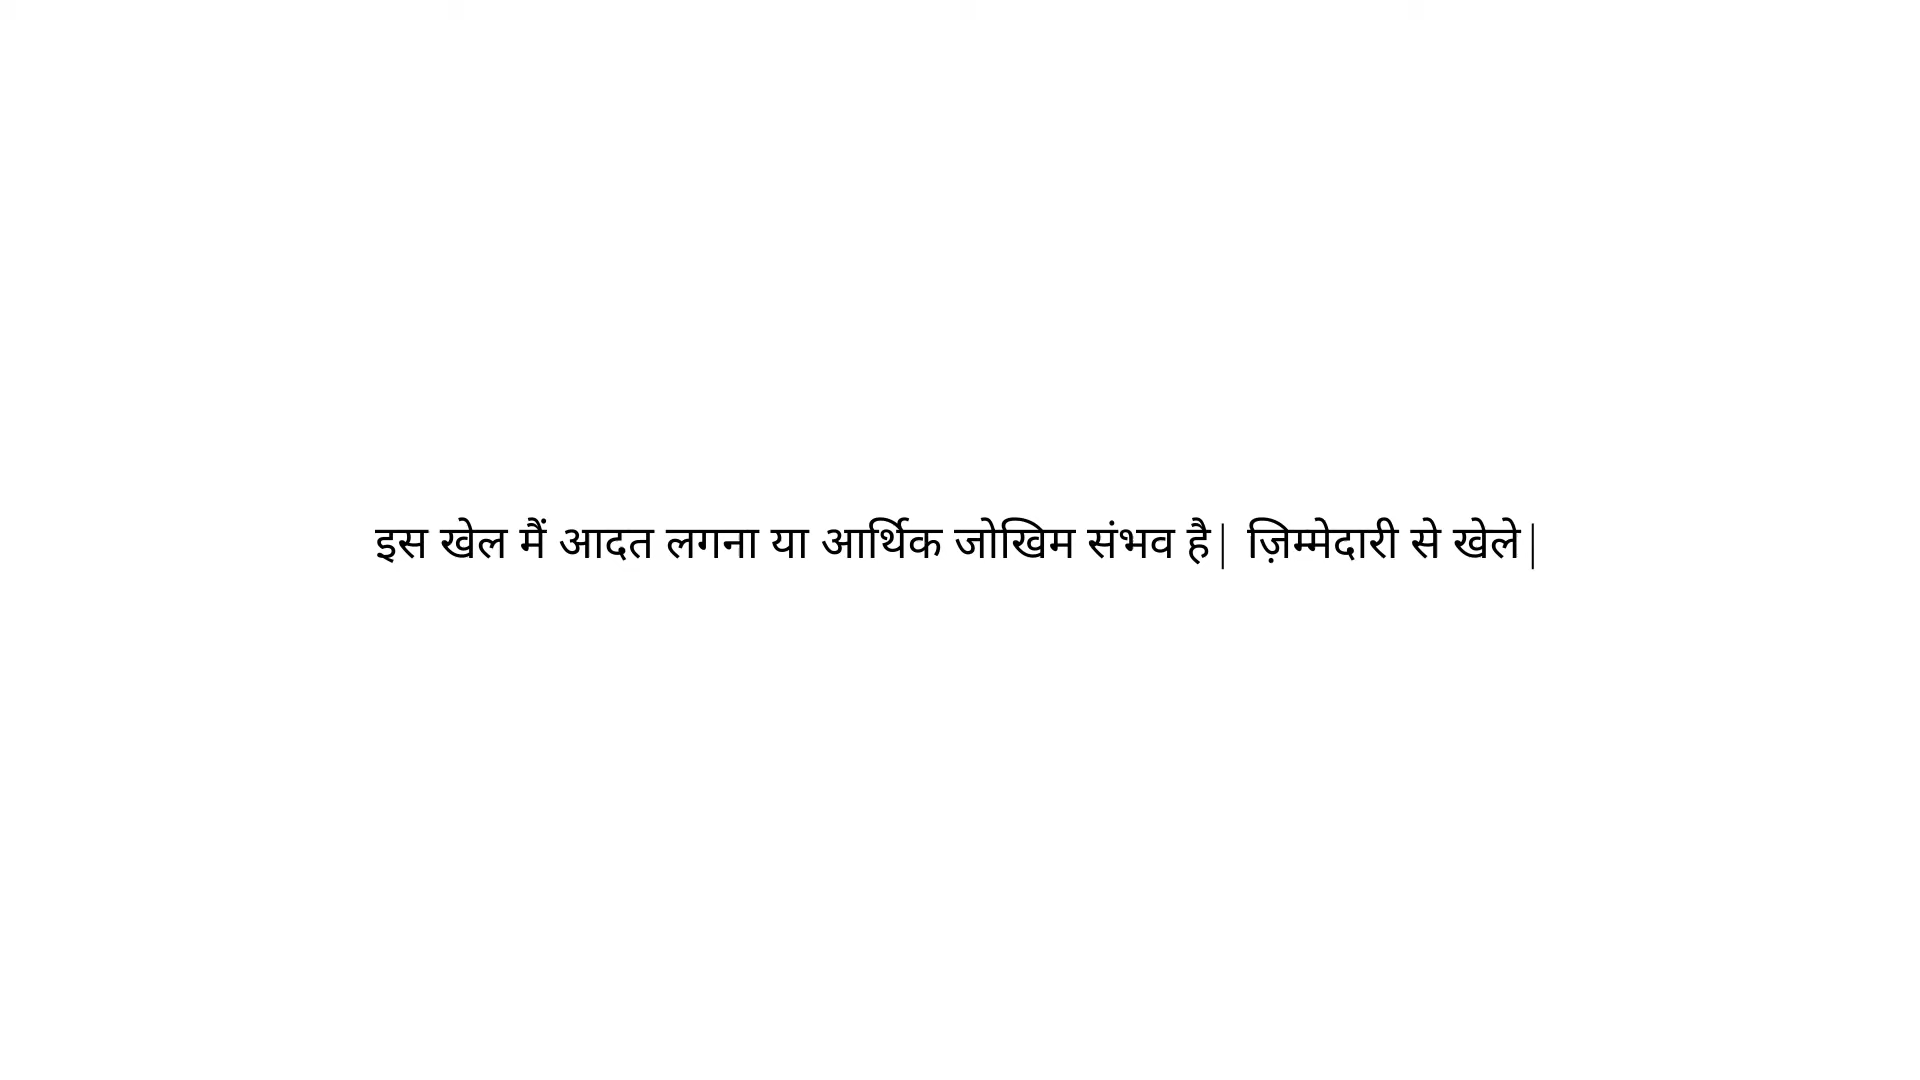 इस खेल मैं आदत लगना या आर्थिक जोखिम संभव है| ज़िम्मेदारी से खेले|